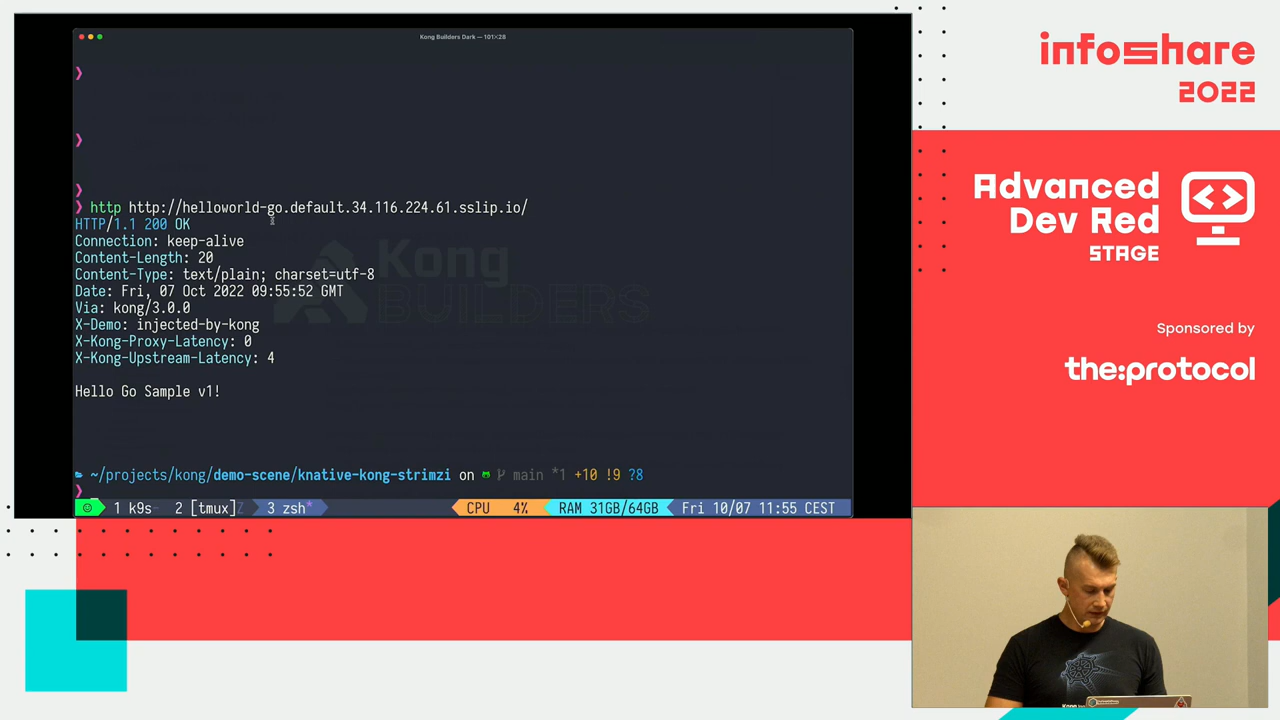 Kong Builders Dark — 101×28
❯
❯
❯
❯ http http://helloworld-go.default.34.116.224.61.sslip.io/
HTTP/1.1 200 OK
Connection: keep-alive
Content-Length: 20
Content-Type: text/plain; charset=utf-8
Date: Fri, 07 Oct 2022 09:55:52 GMT
Via: kong/3.0.0
X-Demo: injected-by-kong
X-Kong-Proxy-Latency: 0
X-Kong-Upstream-Latency: 4
Hello Go Sample v1!
Kong
BUILDERS
~/projects/kong/demo-scene/knative-kong-strimzi on main *1 +10 !9 ?8
❯
1 k9s- 2 [tmux]Z 3 zsh* CPU 4% RAM 31GB/64GB Fri 10/07 11:55 CEST
infoshare
2022
Advanced
Dev Red
STAGE
Sponsored by
the:protocol